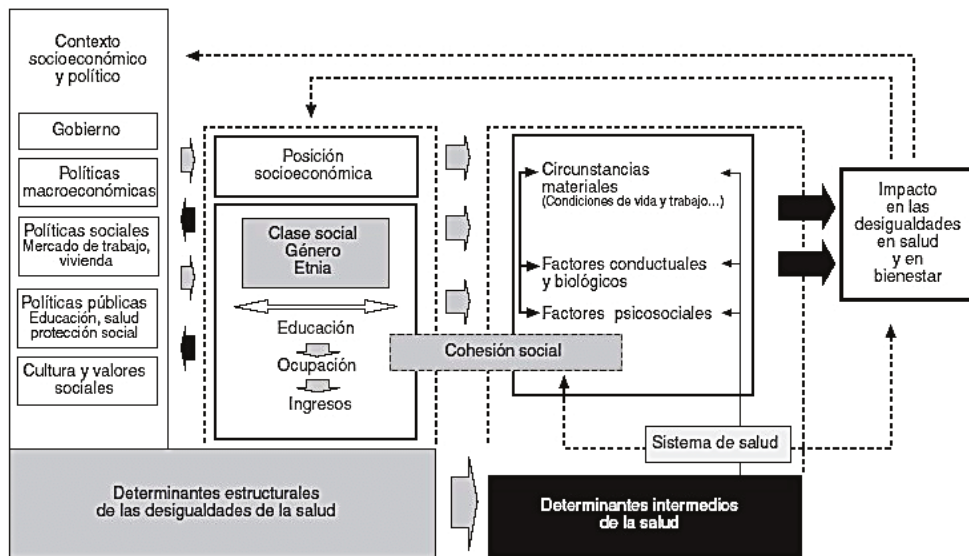 Contexto
socioeconómico
y político
Gobierno
Políticas
macroeconómicas
Políticas sociales
Mercado de trabajo,
vivienda
Políticas públicas
Educación, salud
protección social
Cultura y valores
sociales
Posición
socioeconómica
Clase social
Género
Etnia
Educación
Ocupación
Ingresos
Cohesión social
Circunstancias
materiales
(Condiciones de vida y trabajo...)
Factores conductuales
y biológicos
Factores psicosociales
Sistema de salud
Impacto
en las
desigualdades
en salud
y en
bienestar
Determinantes estructurales
de las desigualdades de la salud
Determinantes intermedios
de la salud